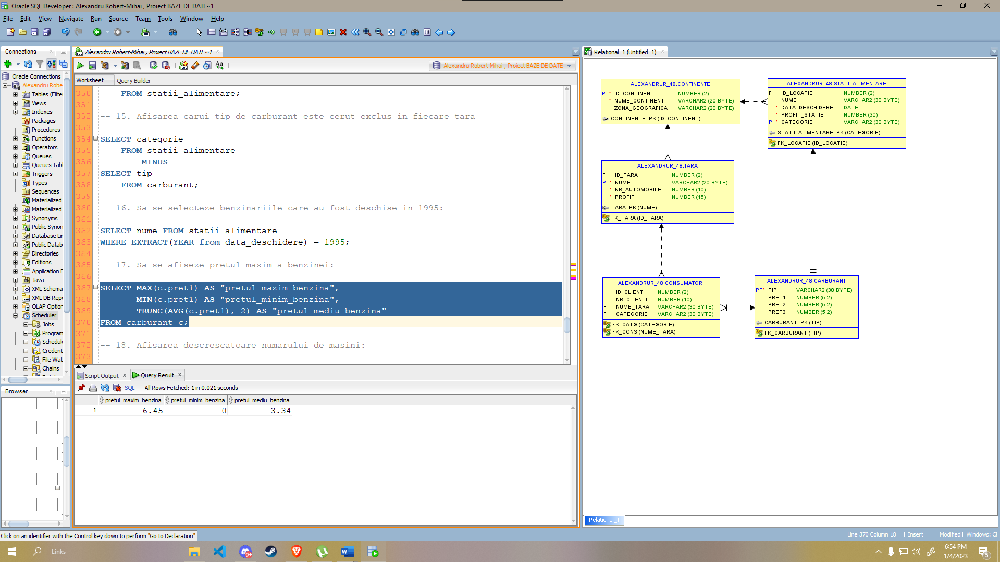 Oracle SQL Developer : Alexandru Robert-Mihai , Proiect BAZE DE DATE~1
File Edit View Navigate Run Source Team Tools Window Help
Connections
Oracle Connections
Alexandru Robe
Tables (Filte
Views
Indexes
Packages
Procedures
Functions
Operators
Queues
Queues Tab
Triggers
Types
Sequences
Materialized
Materialized
Synonyms
Public Synon
Database Lin
Public Datab
Directories
Editions
Application E
Java
XML Schema
XML DB Repo
OLAP Option
Scheduler
Jobs
Program
Schedul
Credent
File Wat
Chains
Browser
Alexandru Robert-Mihai , Proiect BAZE DE DATE~1
Alexandru Robert-Mihai , Proiect BAZE DE DATE
Worksheet Query Builder
350 FROM statii_alimentare;
351
352 -- 15. Afisarea carui tip de carburant este cerut exclus in fiecare tara
353
354 SELECT categorie
355 FROM statii_alimentare
356 MINUS
357 SELECT tip
358 FROM carburant;
359
360 -- 16. Sa se selecteze benzinariile care au fost deschise in 1995:
361
362 SELECT nume FROM statii_alimentare
363 WHERE EXTRACT(YEAR from data_deschidere) = 1995;
364
365 -- 17. Sa se afiseze pretul maxim a benzinei:
366
367 SELECT MAX(c.pret1) AS "pretul_maxim_benzina",
368 MIN(c.pret1) AS "pretul_minim_benzina",
369 TRUNC(AVG(c.pret1), 2) AS "pretul_mediu_benzina"
370 FROM carburant c;
371
372 -- 18. Afisarea descrescatoare numarului de masini:
373
Script Output x Query Result x
SQL | All Rows Fetched: 1 in 0.021 seconds
pretul_maxim_benzina pretul_minim_benzina pretul_mediu_benzina
1 6.45 0 3.34
Relational_1 (Untitled_1)
ALEXANDRUR_48.CONTINENTE
P * ID_CONTINENT NUMBER (2)
* NUME_CONTINENT VARCHAR2 (20 BYTE)
ZONA_GEOGRAFICA VARCHAR2 (20 BYTE)
CONTINENTE_PK (ID_CONTINENT)
ALEXANDRUR_48.STATII_ALIMENTARE
F ID_LOCATIE NUMBER (2)
NUME VARCHAR2 (30 BYTE)
* DATA_DESCHIDERE DATE
* PROFIT_STATIE NUMBER (30)
P * CATEGORIE VARCHAR2 (30 BYTE)
STATII_ALIMENTARE_PK (CATEGORIE)
FK_LOCATIE (ID_LOCATIE)
ALEXANDRUR_48.TARA
F ID_TARA NUMBER (2)
P * NUME VARCHAR2 (20 BYTE)
* NR_AUTOMOBILE NUMBER (10)
* PROFIT NUMBER (15)
TARA_PK (NUME)
FK_TARA (ID_TARA)
ALEXANDRUR_48.CONSUMATORI
ID_CLIENT NUMBER (2)
NR_CLIENTI NUMBER (10)
F NUME_TARA VARCHAR2 (30 BYTE)
F CATEGORIE VARCHAR2 (30 BYTE)
FK_CATG (CATEGORIE)
FK_CONS (NUME_TARA)
ALEXANDRUR_48.CARBURANT
PF* TIP VARCHAR2 (30 BYTE)
PRET1 NUMBER (5,2)
PRET2 NUMBER (5,2)
PRET3 NUMBER (5,2)
CARBURANT_PK (TIP)
FK_CARBURANT (TIP)
Relational_1
Click on an identifier with the Control key down to perform "Go to Declaration"
| Line 370 Column 18 | Insert | Modified | Windows: CF
Links
6:54 PM
1/4/2023
5